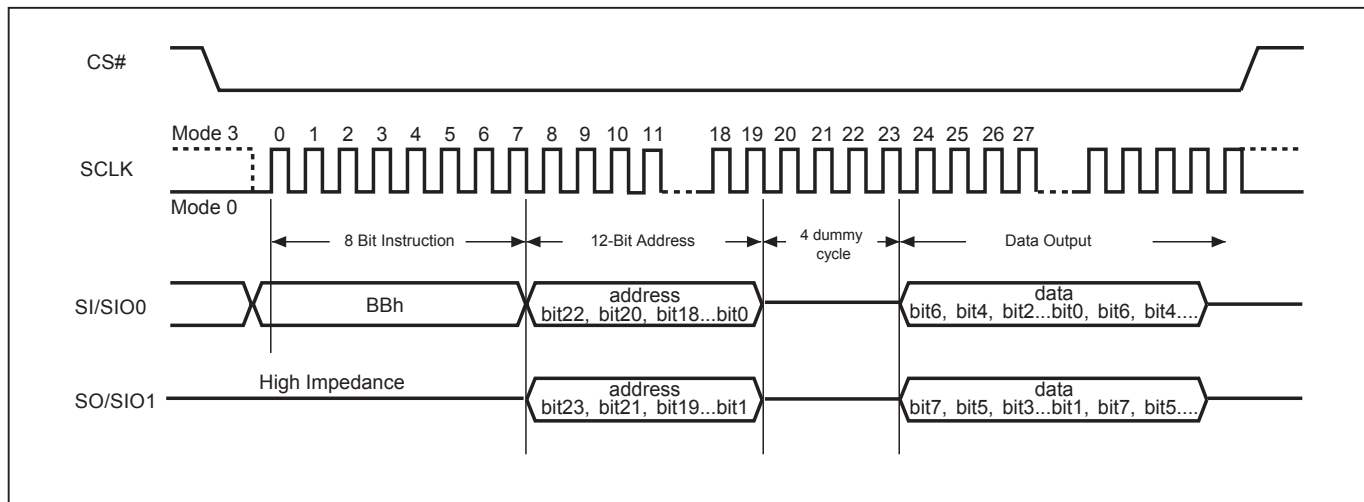 CS#
Mode 3
0 1 2 3 4 5 6 7 8 9 10 11 18 19 20 21 22 23 24 25 26 27
SCLK
Mode 0
8 Bit Instruction
12-Bit Address
4 dummy
cycle
Data Output
SI/SIO0
BBh
address
bit22, bit20, bit18...bit0
data
bit6, bit4, bit2...bit0, bit6, bit4....
High Impedance
SO/SIO1
address
bit23, bit21, bit19...bit1
data
bit7, bit5, bit3...bit1, bit7, bit5....